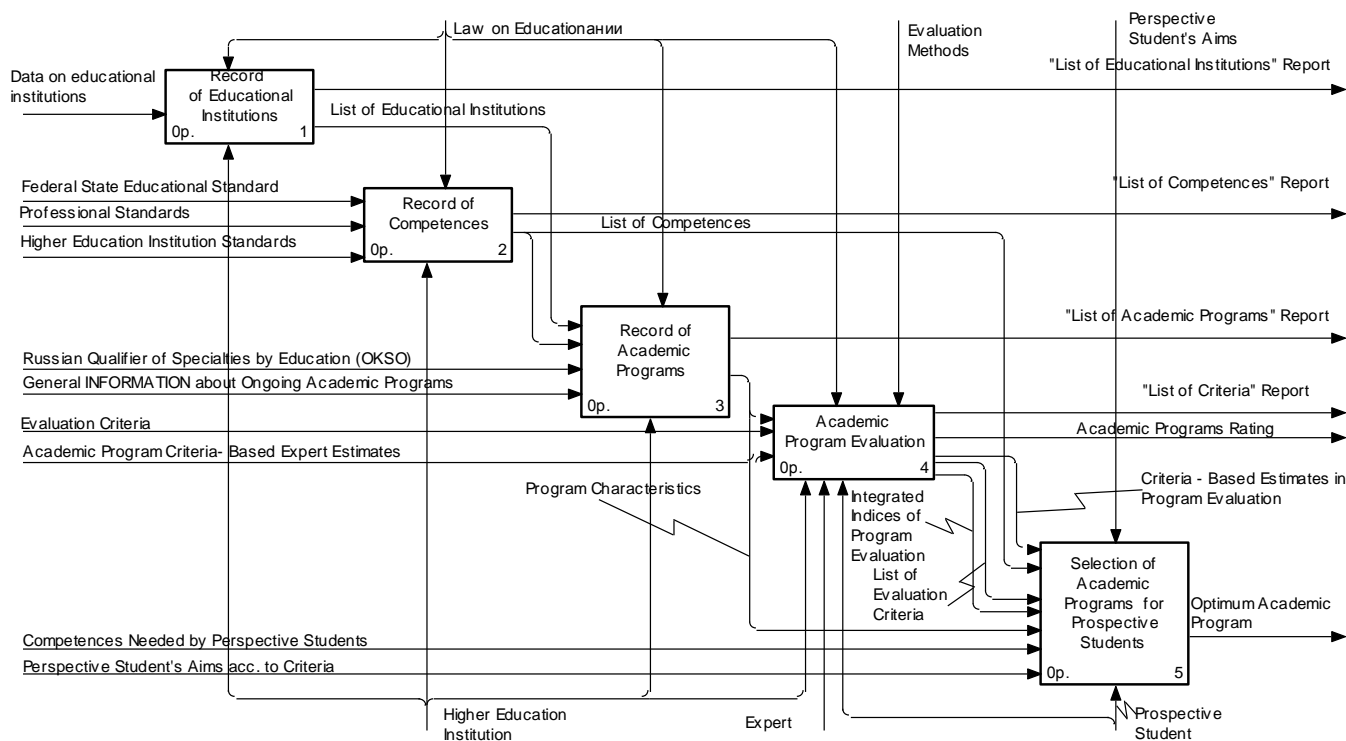 Law on Educationании
Evaluation
Methods
Perspective
Student's Aims
"List of Educational Institutions" Report
Data on educational
institutions
Record
of Educational
Institutions
0p.
1
List of Educational Institutions
Federal State Educational Standard
Professional Standards
Higher Education Institution Standards
Record of
Competences
0p.
2
"List of Competences" Report
List of Competences
Record of
Academic
Programs
0p.
3
"List of Academic Programs" Report
Russian Qualifier of Specialties by Education (OKSO)
General INFORMATION about Ongoing Academic Programs
Evaluation Criteria
Academic Program Criteria- Based Expert Estimates
Academic
Program Evaluation
0p.
4
"List of Criteria" Report
Academic Programs Rating
Program Characteristics
Integrated
Indices of
Program
Evaluation
List of
Evaluation
Criteria
Criteria - Based Estimates in
Program Evaluation
Selection of
Academic
Programs for
Prospective
Students
0p.
5
Optimum Academic
Program
Competences Needed by Perspective Students
Perspective Student's Aims acc. to Criteria
Higher Education
Institution
Expert
Prospective
Student